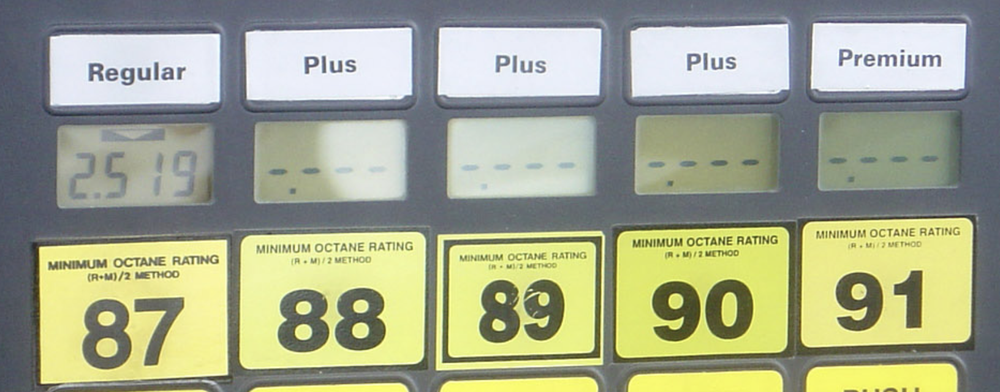 Regular
Plus
Plus
Plus
Premium
2.519
- - . - -
- - . - -
- - . - -
- - . - -
MINIMUM OCTANE RATING
(R+M)/2 METHOD
87
MINIMUM OCTANE RATING
(R + M) / 2 METHOD
88
MINIMUM OCTANE RATING
(R + M)/2 METHOD
89
MINIMUM OCTANE RATING
(R + M) / 2 METHOD
90
MINIMUM OCTANE RATING
(R + M) / 2 METHOD
91